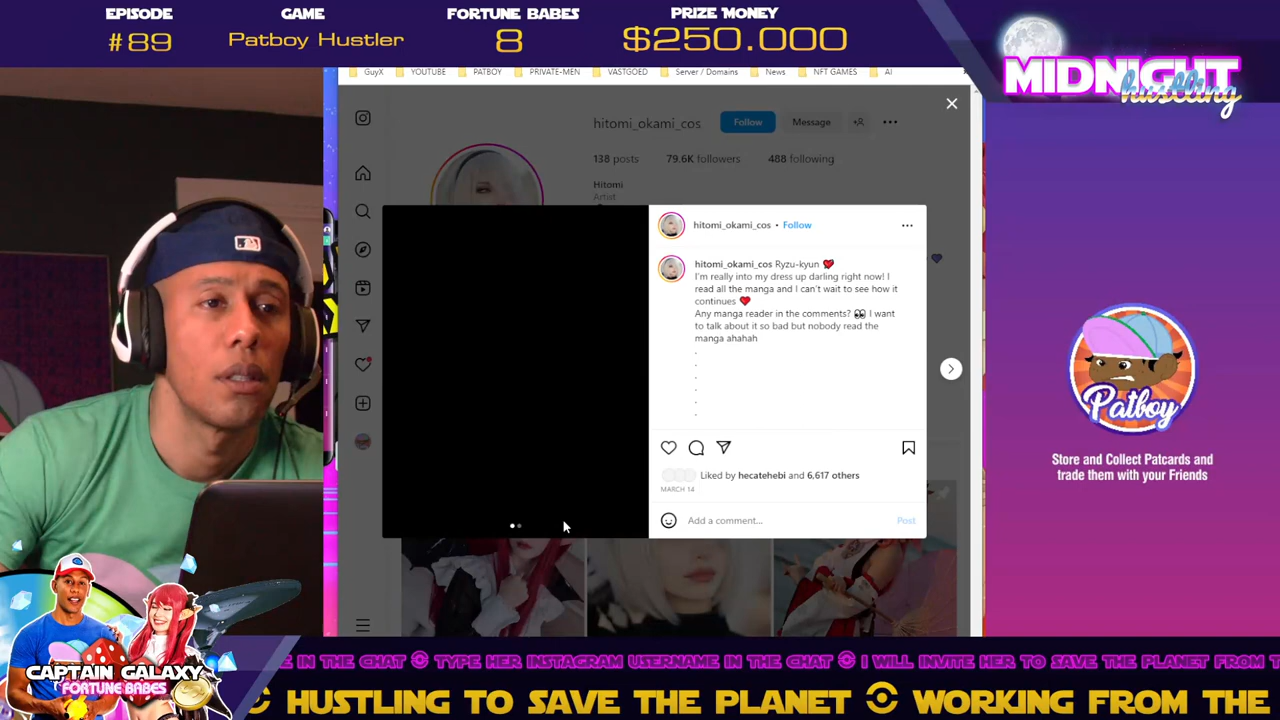 EPISODE
#89
GAME
Patboy Hustler
FORTUNE BABES
8
PRIZE MONEY
$250.000
MIDNIGHT
hustling
GuyX YOUTUBE PATBOY PRIVATE-MEN VASTGOED Server / Domains News NFT GAMES AI
hitomi_okami_cos Follow Message
138 posts 79.6K followers 488 following
Hitomi
Artist
hitomi_okami_cos • Follow
hitomi_okami_cos Ryzu-kyun
I'm really into my dress up darling right now! I
read all the manga and I can't wait to see how it
continues
Any manga reader in the comments? 👀 I want
to talk about it so bad but nobody read the
manga ahahah
.
.
.
.
.
.
Liked by hecatehebi and 6,617 others
MARCH 14
Add a comment... Post
Patboy
Store and Collect Patcards and
trade them with your Friends
CAPTAIN GALAXY
FORTUNE BABES
E IN THE CHAT TYPE HER INSTAGRAM USERNAME IN THE CHAT I WILL INVITE HER TO SAVE THE PLANET FROM T
HUSTLING TO SAVE THE PLANET WORKING FROM THE